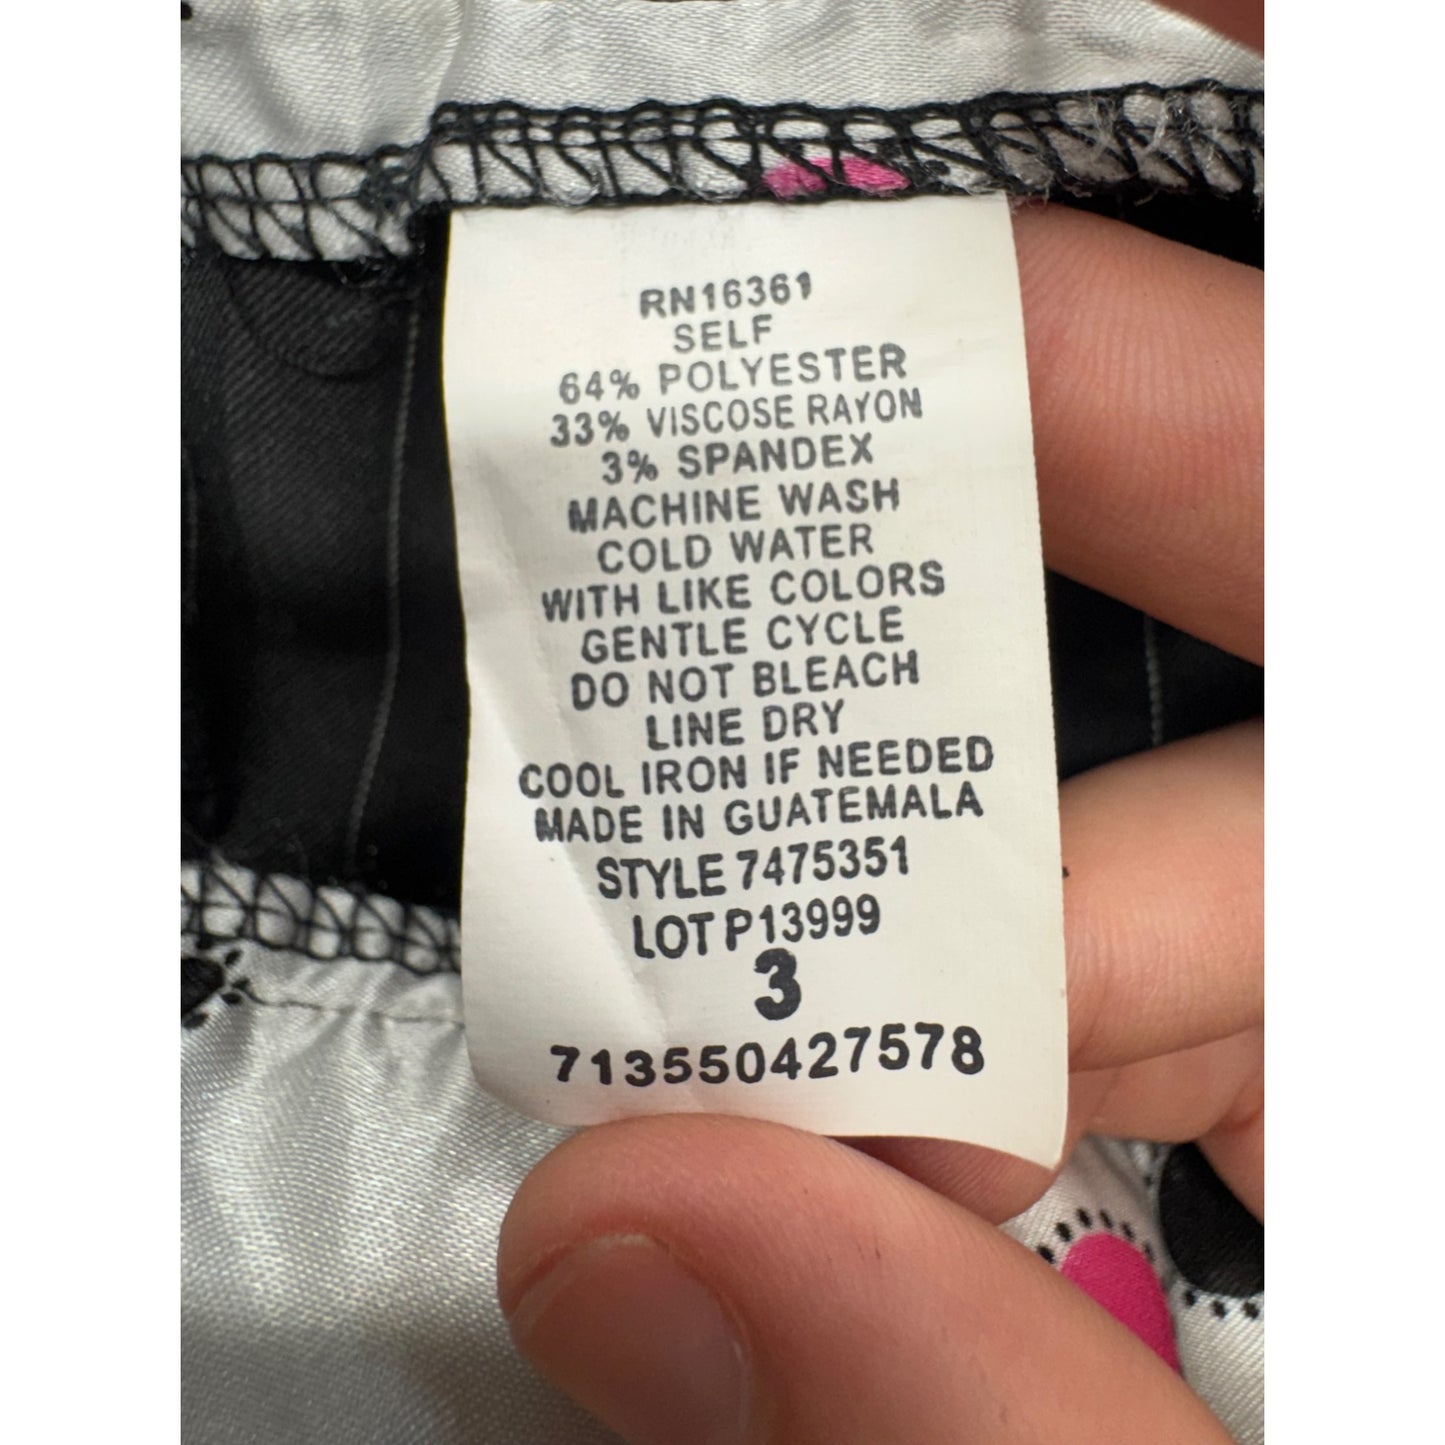 RN16361
SELF
64% POLYESTER
33% VISCOSE RAYON
3% SPANDEX
MACHINE WASH
COLD WATER
WITH LIKE COLORS
GENTLE CYCLE
DO NOT BLEACH
LINE DRY
COOL IRON IF NEEDED
MADE IN GUATEMALA
STYLE 7475351
LOT P13999
3
713550427578